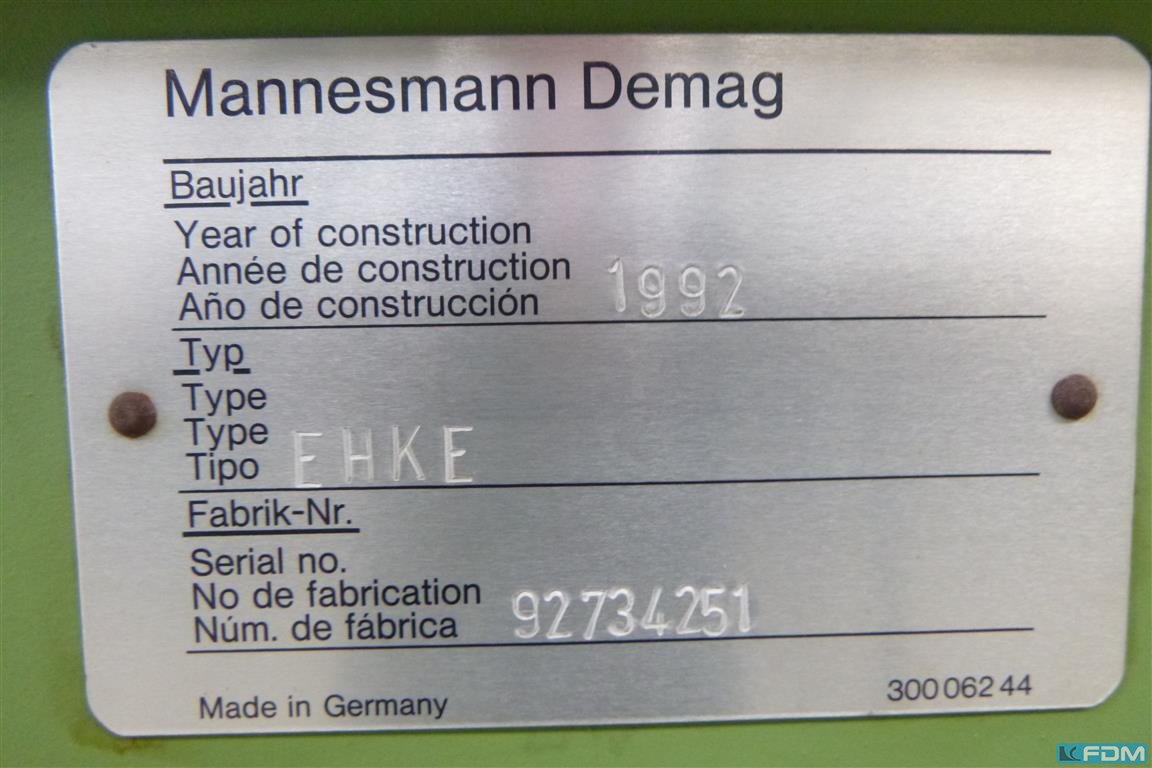 Mannesmann Demag
Baujahr
Year of construction
Année de construction 1992
Año de construcción
Typ
Type
Type
Tipo EHKE
Fabrik-Nr.
Serial no.
No de fabrication 92734251
Núm. de fábrica
Made in Germany 300 062 44
FDM